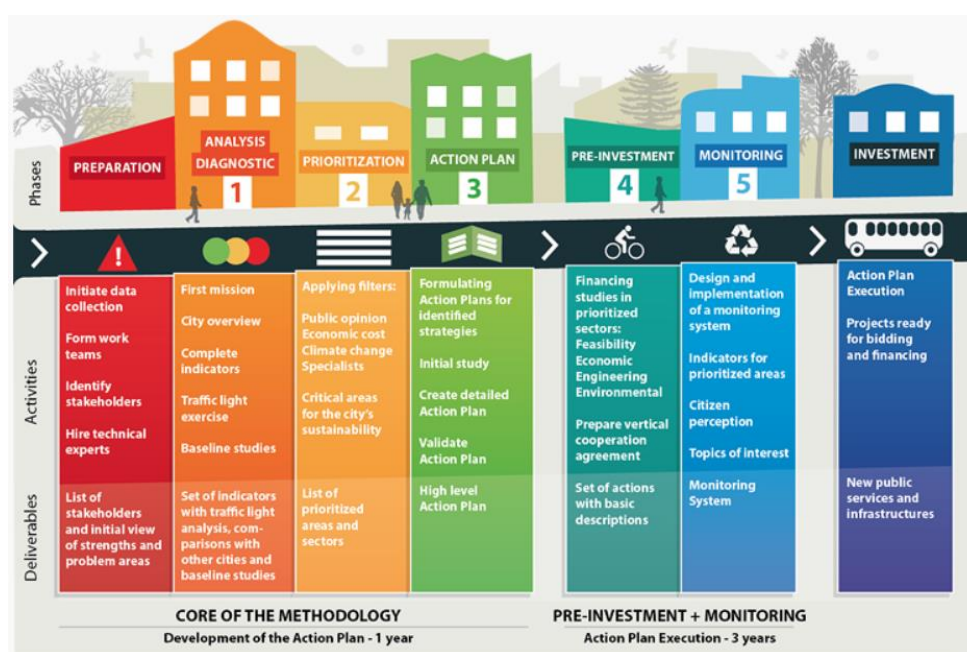 Phases
PREPARATION
ANALYSIS
DIAGNOSTIC
1
PRIORITIZATION
2
ACTION PLAN
3
PRE-INVESTMENT
4
MONITORING
5
INVESTMENT
Activities
Initiate data
collection
Form work
teams
Identify
stakeholders
Hire technical
experts
First mission
City overview
Complete
indicators
Traffic light
exercise
Baseline studies
Applying filters:
Public opinion
Economic cost
Climate change
Specialists
Critical areas
for the city's
sustainability
Formulating
Action Plans for
identified
strategies
Initial study
Create detailed
Action Plan
Validate
Action Plan
Financing
studies in
prioritized
sectors:
Feasibility
Economic
Engineering
Environmental
Prepare vertical
cooperation
agreement
Design and
implementation
of a monitoring
system
Indicators for
prioritized areas
Citizen
perception
Topics of interest
Action Plan
Execution
Projects ready
for bidding
and financing
Deliverables
List of
stakeholders
and initial view
of strengths and
problem areas
Set of indicators
with traffic light
analysis, com-
parisons with
other cities and
baseline studies
List of
prioritized
areas and
sectors
High level
Action Plan
Set of actions
with basic
descriptions
Monitoring
System
New public
services and
infrastructures
CORE OF THE METHODOLOGY
Development of the Action Plan - 1 year
PRE-INVESTMENT + MONITORING
Action Plan Execution - 3 years